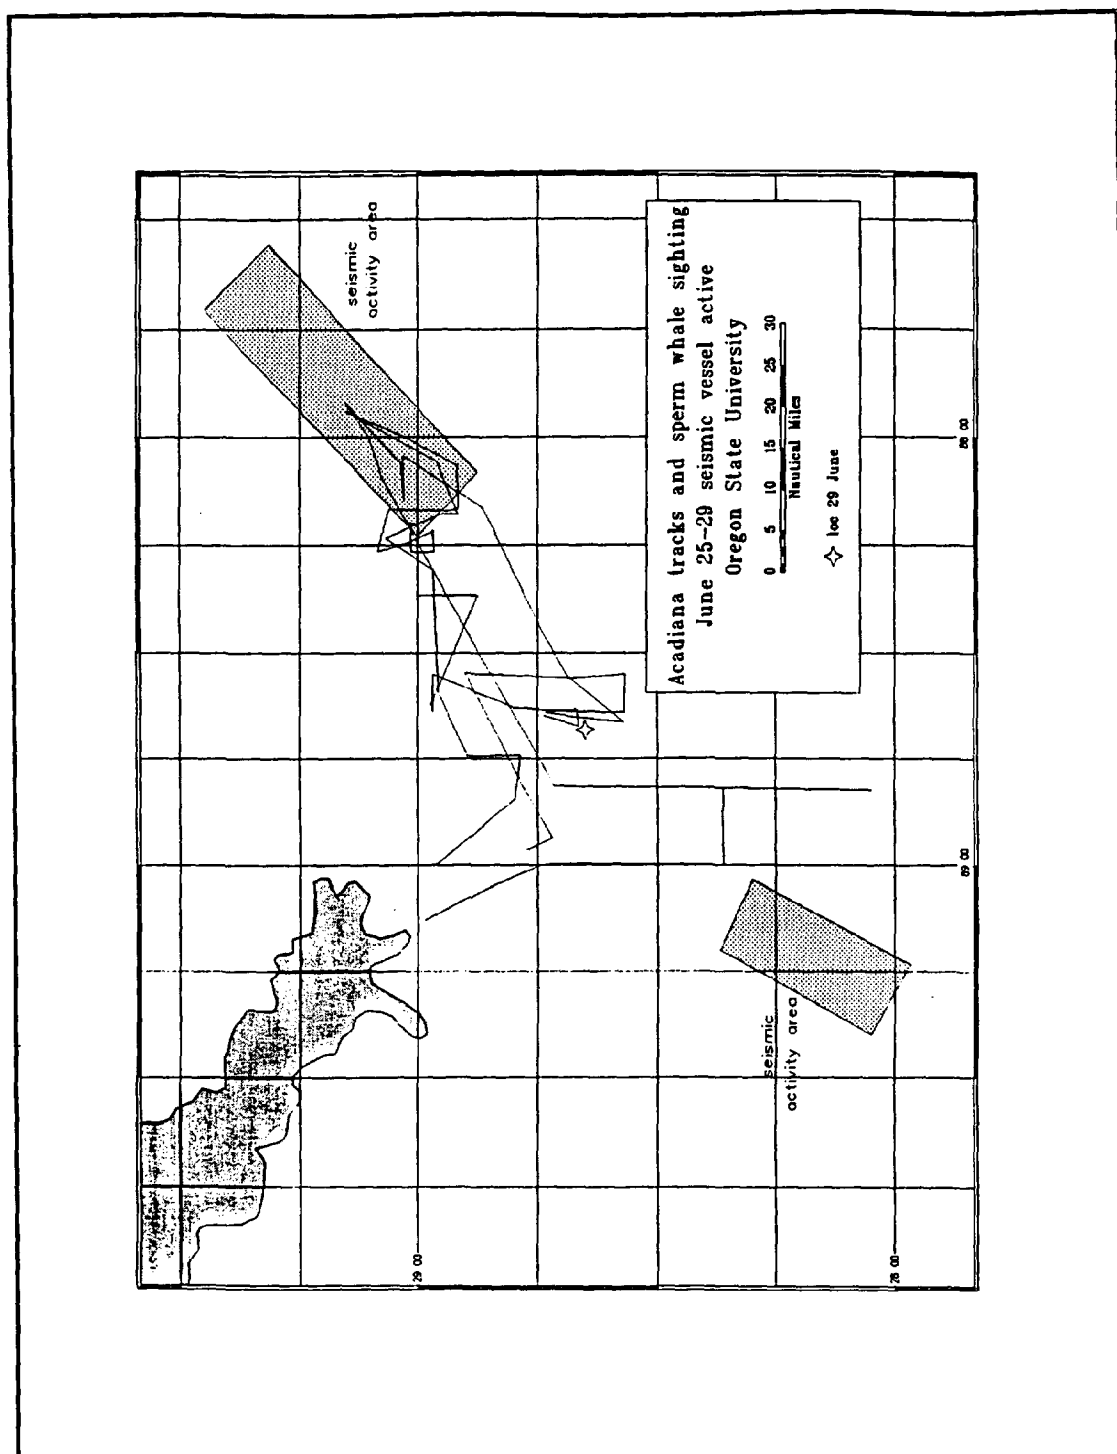 seismic
activity area
Acadiana tracks and sperm whale sighting
June 25-29 seismic vessel active
Oregon State University
0 5 10 15 20 25 30
Nautical Miles
loc 29 June
88 00
89 00
seismic
activity area
29 00
28 00